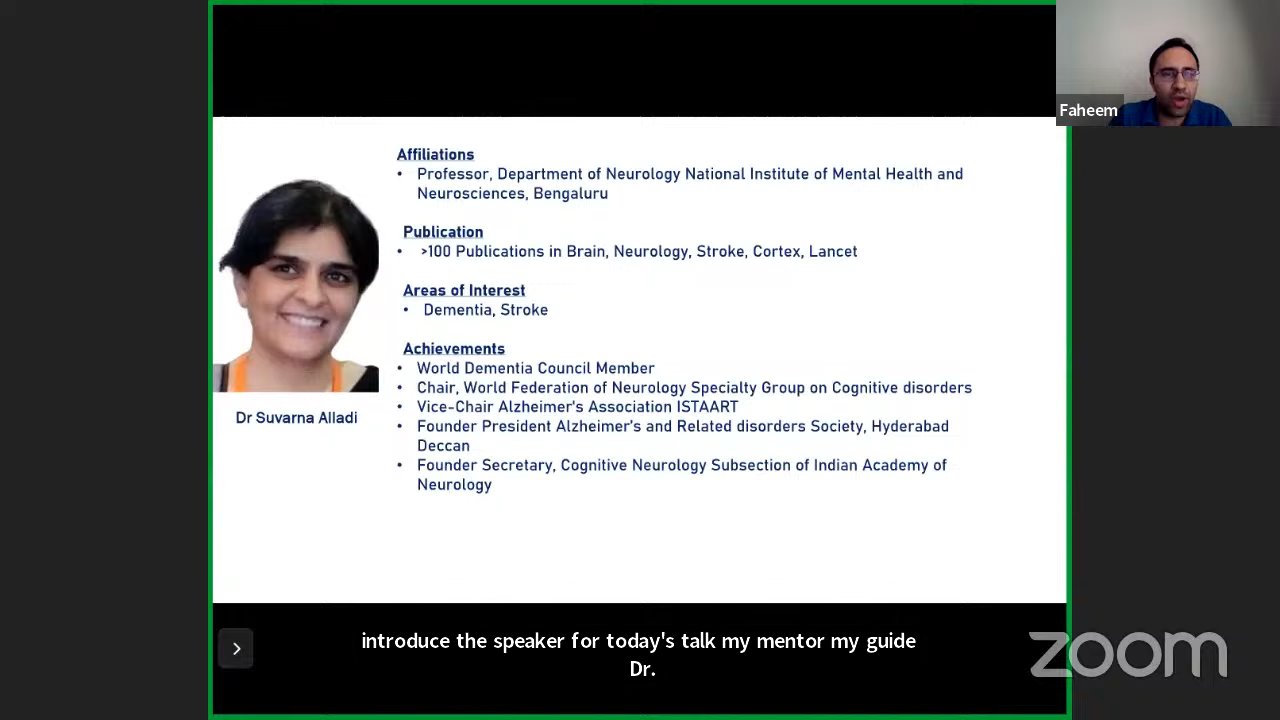 Faheem
Affiliations
• Professor, Department of Neurology National Institute of Mental Health and
Neurosciences, Bengaluru
Publication
• >100 Publications in Brain, Neurology, Stroke, Cortex, Lancet
Areas of Interest
• Dementia, Stroke
Achievements
• World Dementia Council Member
• Chair, World Federation of Neurology Specialty Group on Cognitive disorders
• Vice-Chair Alzheimer's Association ISTAART
• Founder President Alzheimer's and Related disorders Society, Hyderabad
Deccan
• Founder Secretary, Cognitive Neurology Subsection of Indian Academy of
Neurology
Dr Suvarna Alladi
introduce the speaker for today's talk my mentor my guide
Dr.
zoom